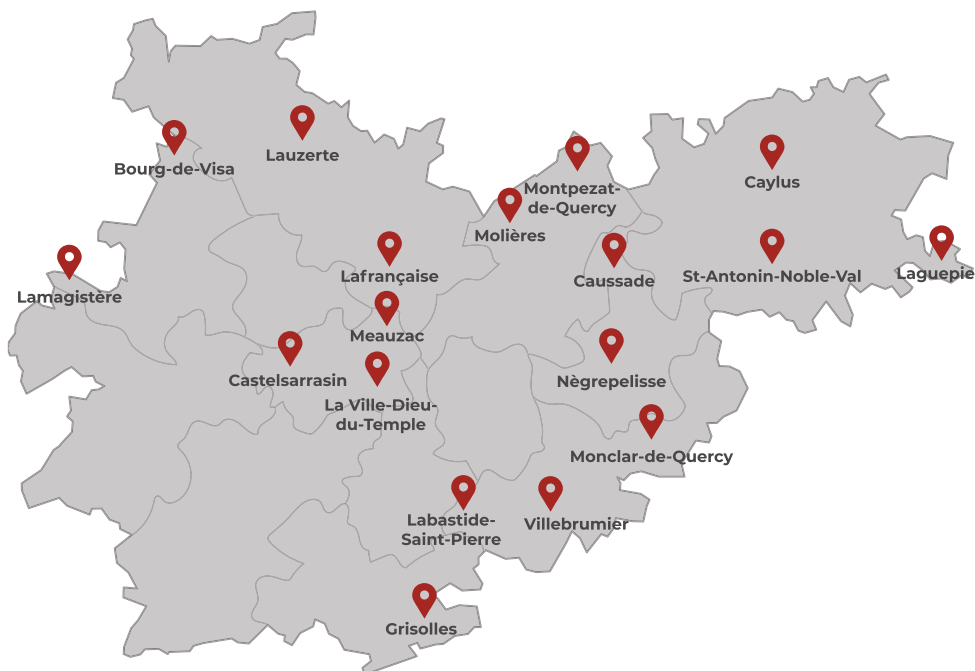 Lauzerte
Bourg-de-Visa
Caylus
Montpezat-
de-Quercy
Molières
Lafrançaise
Caussade
St-Antonin-Noble-Val
Laguepie
Lamagistère
Meauzac
Castelsarrasin
Nègrepelisse
La Ville-Dieu-
du-Temple
Monclar-de-Quercy
Labastide-
Saint-Pierre
Villebrumier
Grisolles